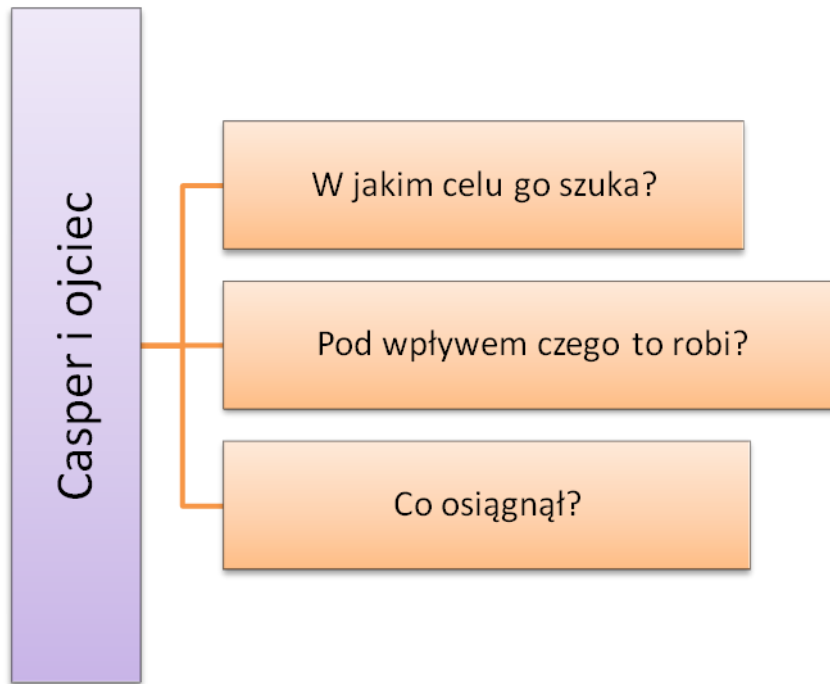 Casper i ojciec
W jakim celu go szuka?
Pod wpływem czego to robi?
Co osiągnął?